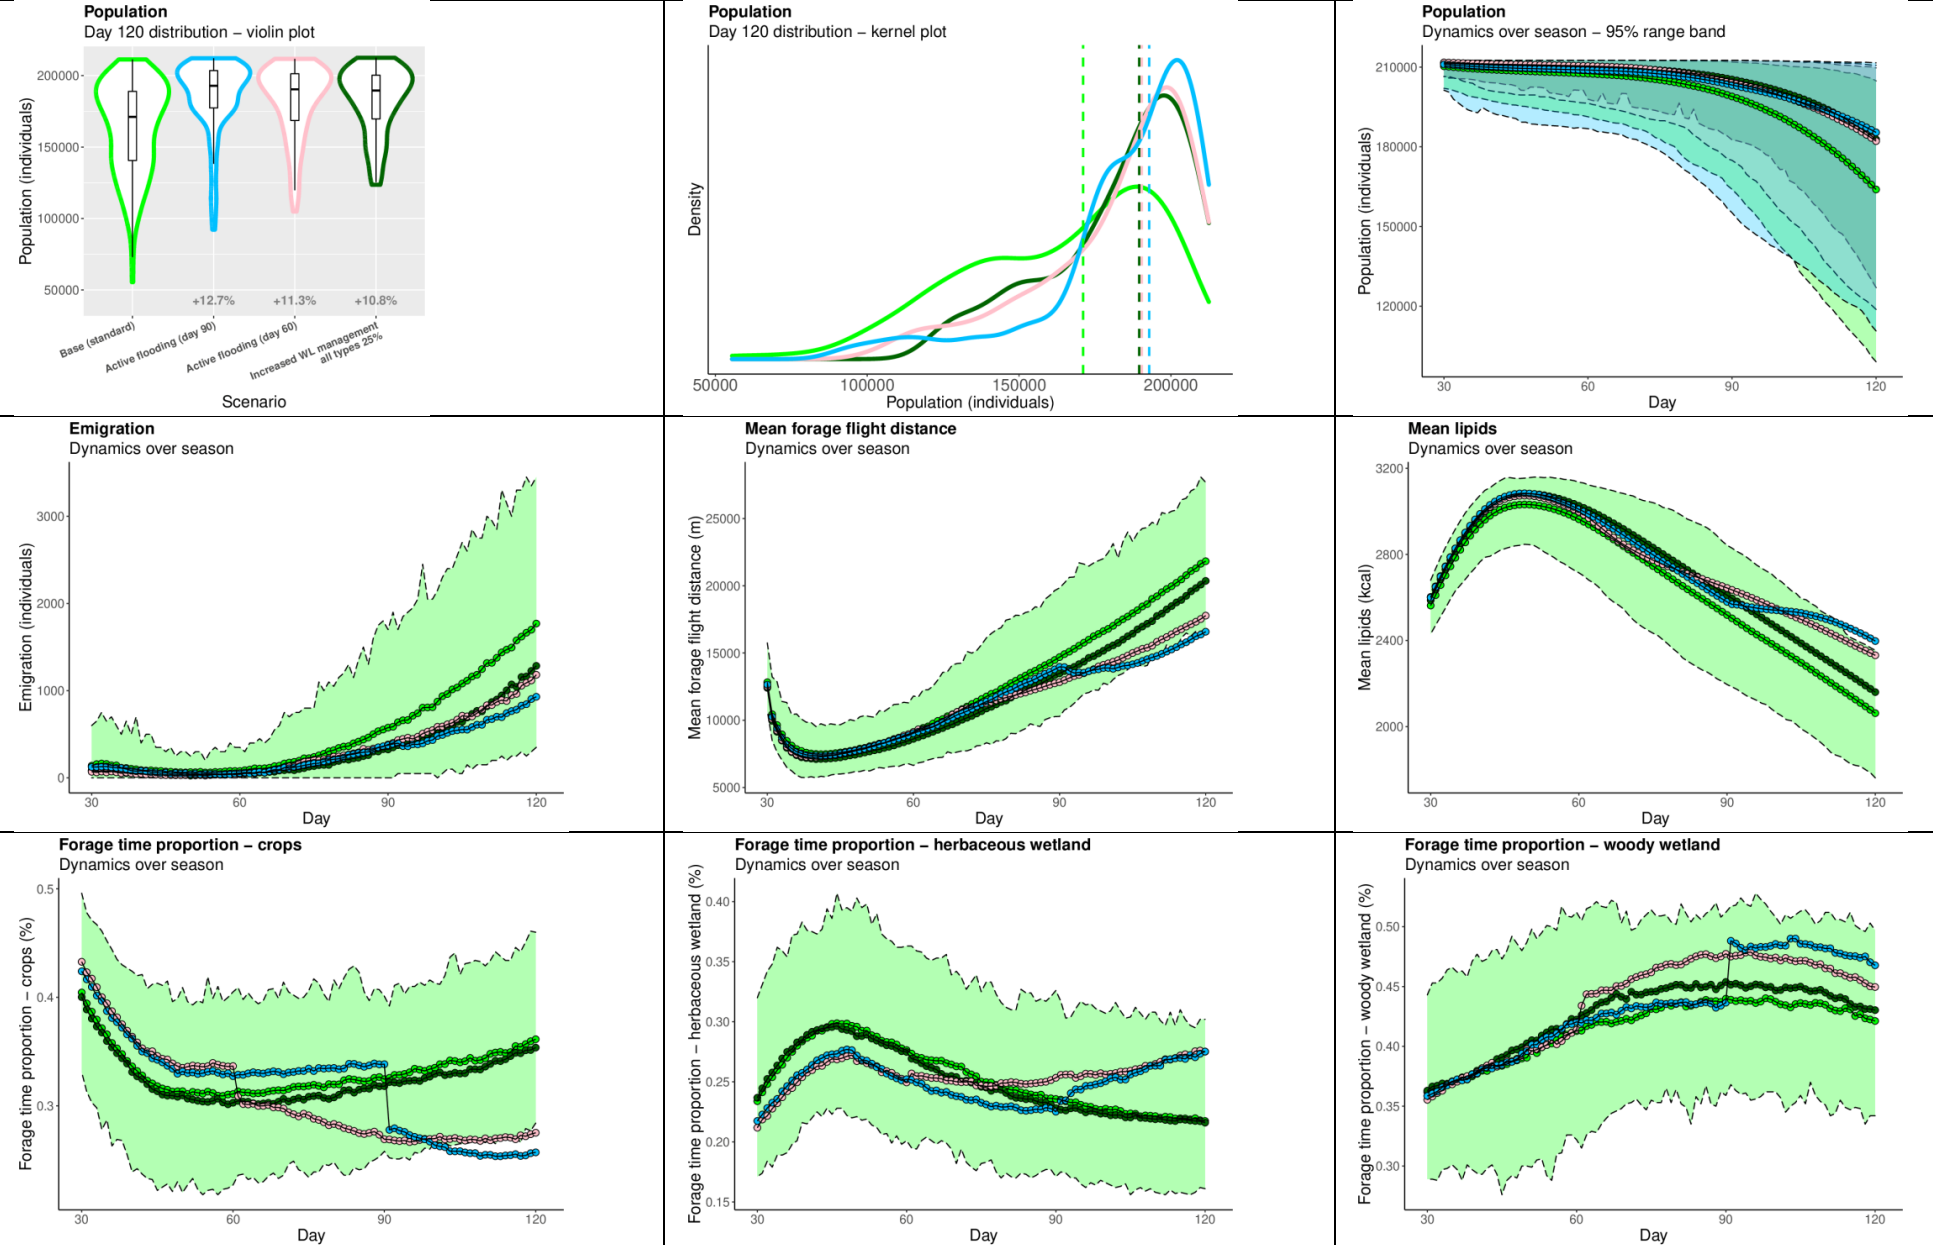 Population
Day 120 distribution – violin plot
Population (individuals)
200000
150000
100000
50000
+12.7%
+11.3%
+10.8%
Base (standard)
Active flooding (day 90)
Active flooding (day 60)
Increased WL management
all types 25%
Scenario
Population
Day 120 distribution – kernel plot
Density
50000
100000
150000
200000
Population (individuals)
Population
Dynamics over season – 95% range band
Population (individuals)
210000
180000
150000
120000
30
60
90
120
Day
Emigration
Dynamics over season
Emigration (individuals)
3000
2000
1000
0
30
60
90
120
Day
Mean forage flight distance
Dynamics over season
Mean forage flight distance (m)
25000
20000
15000
10000
5000
30
60
90
120
Day
Mean lipids
Dynamics over season
Mean lipids (kcal)
3200
2800
2400
2000
30
60
90
120
Day
Forage time proportion – crops
Dynamics over season
Forage time proportion – crops (%)
0.5
0.4
0.3
30
60
90
120
Day
Forage time proportion – herbaceous wetland
Dynamics over season
Forage time proportion – herbaceous wetland (%)
0.40
0.35
0.30
0.25
0.20
0.15
30
60
90
120
Day
Forage time proportion – woody wetland
Dynamics over season
Forage time proportion – woody wetland (%)
0.50
0.45
0.40
0.35
0.30
30
60
90
120
Day